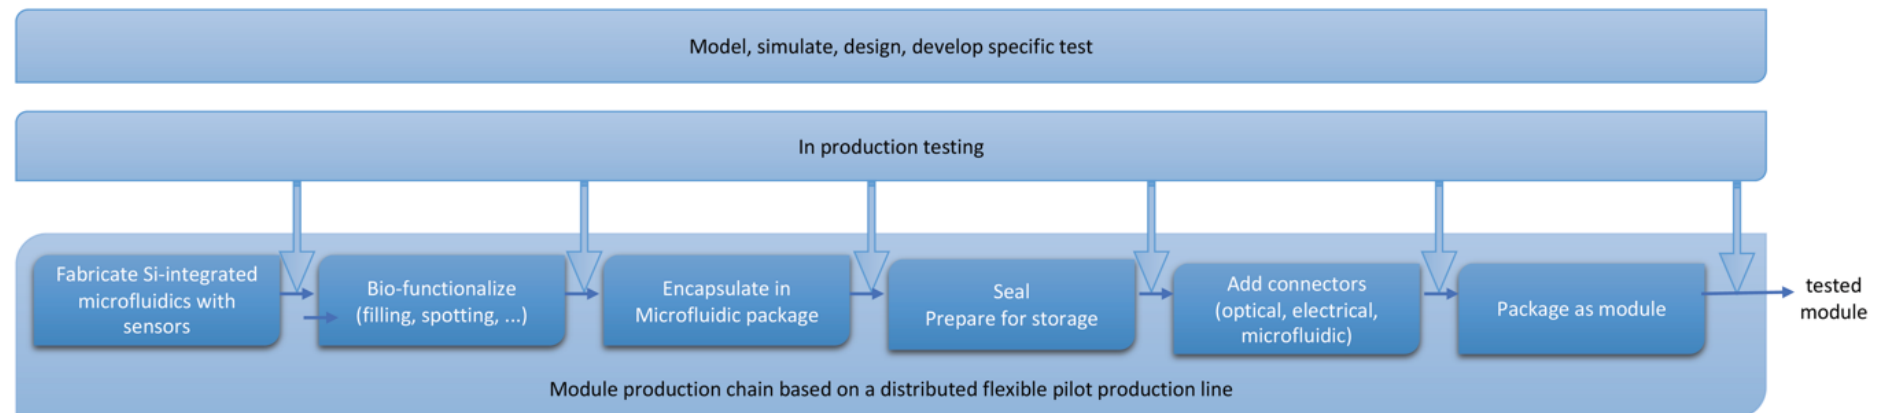 Model, simulate, design, develop specific test
In production testing
Fabricate Si-integrated
microfluidics with
sensors
Bio-functionalize
(filling, spotting, ...)
Encapsulate in
Microfluidic package
Seal
Prepare for storage
Add connectors
(optical, electrical,
microfluidic)
Package as module
tested
module
Module production chain based on a distributed flexible pilot production line